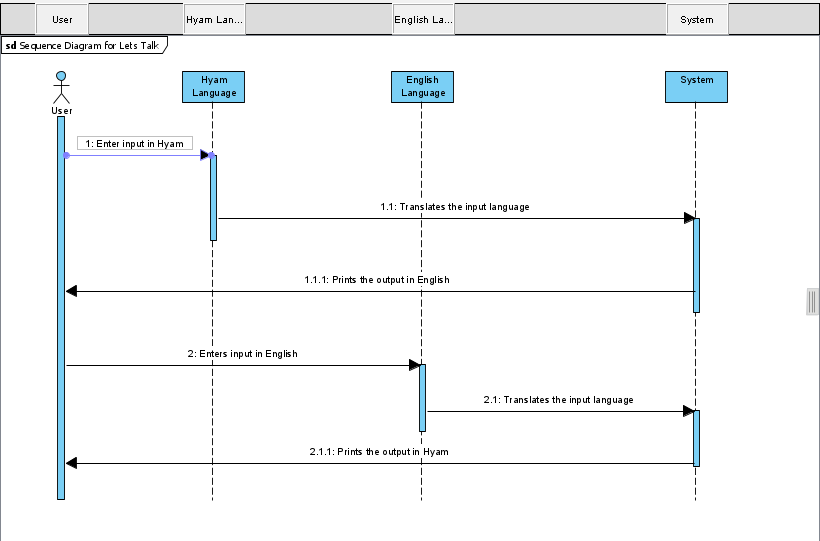 User
Hyam Lan...
English La...
System
sd Sequence Diagram for Lets Talk
User
Hyam
Language
English
Language
System
1: Enter input in Hyam
1.1: Translates the input language
1.1.1: Prints the output in English
2: Enters input in English
2.1: Translates the input language
2.1.1: Prints the output in Hyam